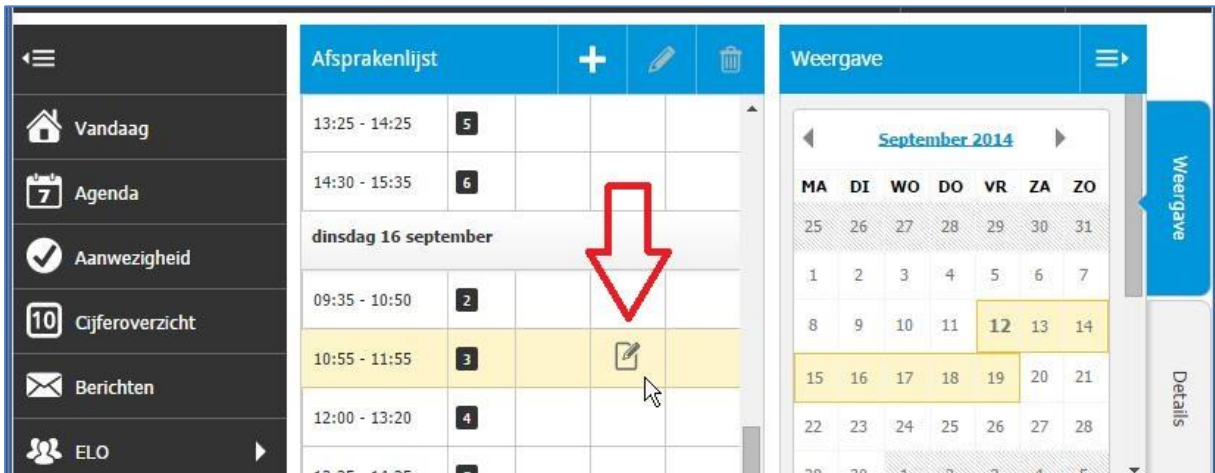 Afsprakenlijst
Weergave
Vandaag
7 Agenda
Aanwezigheid
10 Cijferoverzicht
Berichten
ELO
13:25 - 14:25 5
14:30 - 15:35 6
dinsdag 16 september
09:35 - 10:50 2
10:55 - 11:55 3
12:00 - 13:20 4
September 2014
MA DI WO DO VR ZA ZO
25 26 27 28 29 30 31
1 2 3 4 5 6 7
8 9 10 11 12 13 14
15 16 17 18 19 20 21
22 23 24 25 26 27 28
Weergave
Details